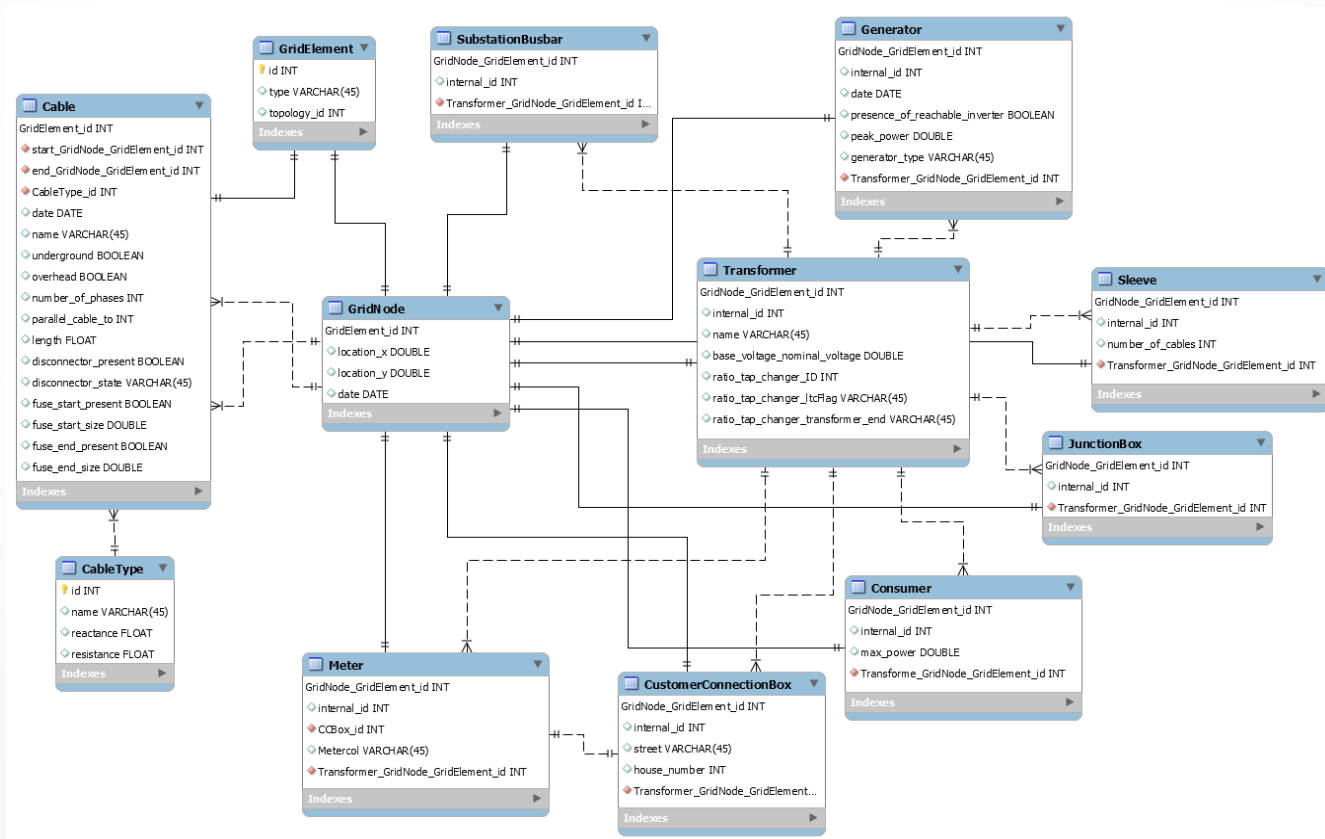 GridElement
id INT
type VARCHAR(45)
topology_id INT
Indexes
SubstationBusbar
GridNode_GridElement_id INT
internal_id INT
Transformer_GridNode_GridElement_id I...
Indexes
Generator
GridNode_GridElement_id INT
internal_id INT
date DATE
presence_of_reachable_inverter BOOLEAN
peak_power DOUBLE
generator_type VARCHAR(45)
Transformer_GridNode_GridElement_id INT
Indexes
Cable
GridElement_id INT
start_GridNode_GridElement_id INT
end_GridNode_GridElement_id INT
CableType_id INT
date DATE
name VARCHAR(45)
underground BOOLEAN
overhead BOOLEAN
number_of_phases INT
parallel_cable_to INT
length FLOAT
disconnector_present BOOLEAN
disconnector_state VARCHAR(45)
fuse_start_present BOOLEAN
fuse_start_size DOUBLE
fuse_end_present BOOLEAN
fuse_end_size DOUBLE
Indexes
GridNode
GridElement_id INT
location_x DOUBLE
location_y DOUBLE
date DATE
Indexes
Transformer
GridNode_GridElement_id INT
internal_id INT
name VARCHAR(45)
base_voltage_nominal_voltage DOUBLE
ratio_tap_changer_ID INT
ratio_tap_changer_ltcFlag VARCHAR(45)
ratio_tap_changer_transformer_end VARCHAR(45)
Indexes
Sleeve
GridNode_GridElement_id INT
internal_id INT
number_of_cables INT
Transformer_GridNode_GridElement_id INT
Indexes
JunctionBox
GridNode_GridElement_id INT
internal_id INT
Transformer_GridNode_GridElement_id INT
Indexes
CableType
id INT
name VARCHAR(45)
reactance FLOAT
resistance FLOAT
Indexes
Consumer
GridNode_GridElement_id INT
internal_id INT
max_power DOUBLE
Transforme_GridNode_GridElement_id INT
Indexes
Meter
GridNode_GridElement_id INT
internal_id INT
CCBox_id INT
Metercol VARCHAR(45)
Transformer_GridNode_GridElement_id INT
Indexes
CustomerConnectionBox
GridNode_GridElement_id INT
internal_id INT
street VARCHAR(45)
house_number INT
Transformer_GridNode_GridElement...
Indexes